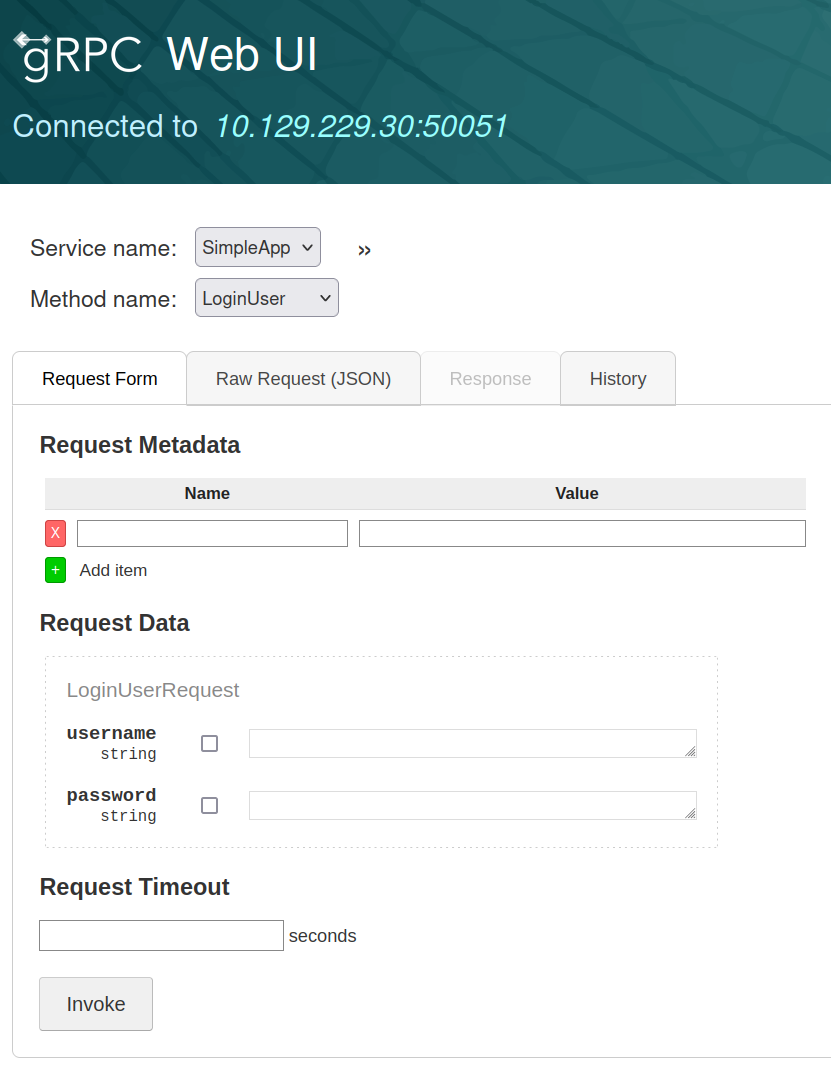 gRPC Web UI
Connected to 10.129.229.30:50051
Service name: SimpleApp »
Method name: LoginUser
Request Form Raw Request (JSON) Response History
Request Metadata
Name Value
X
+ Add item
Request Data
LoginUserRequest
username
string
password
string
Request Timeout
seconds
Invoke